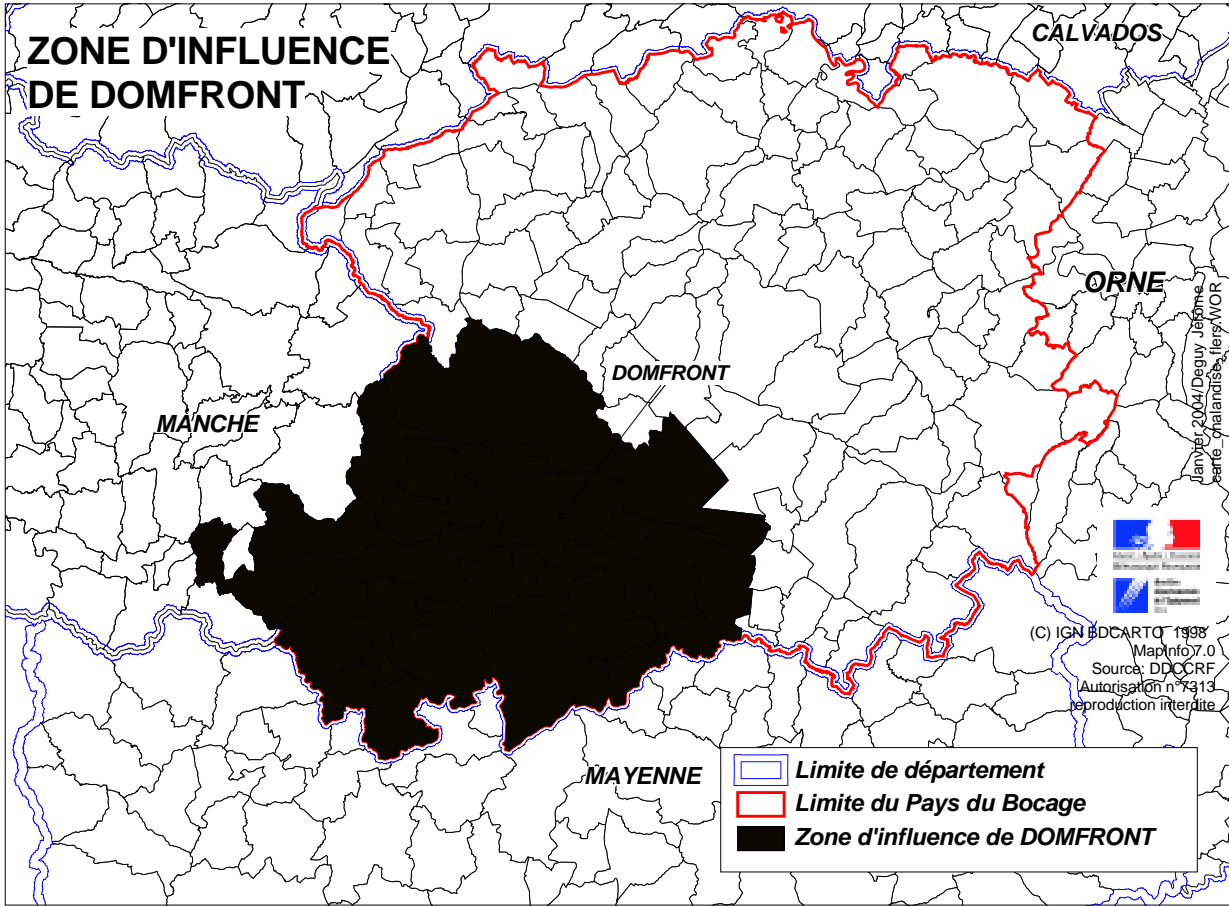 ZONE D'INFLUENCE
DE DOMFRONT
CALVADOS
ORNE
MANCHE
DOMFRONT
MAYENNE
Janvier 2004/Deguy Jérome
carte_chalandise_flers.WOR
(C) IGN BDCARTO 1998
MapInfo 7.0
Source: DDCCRF
Autorisation n°7313
reproduction interdite
Limite de département
Limite du Pays du Bocage
Zone d'influence de DOMFRONT